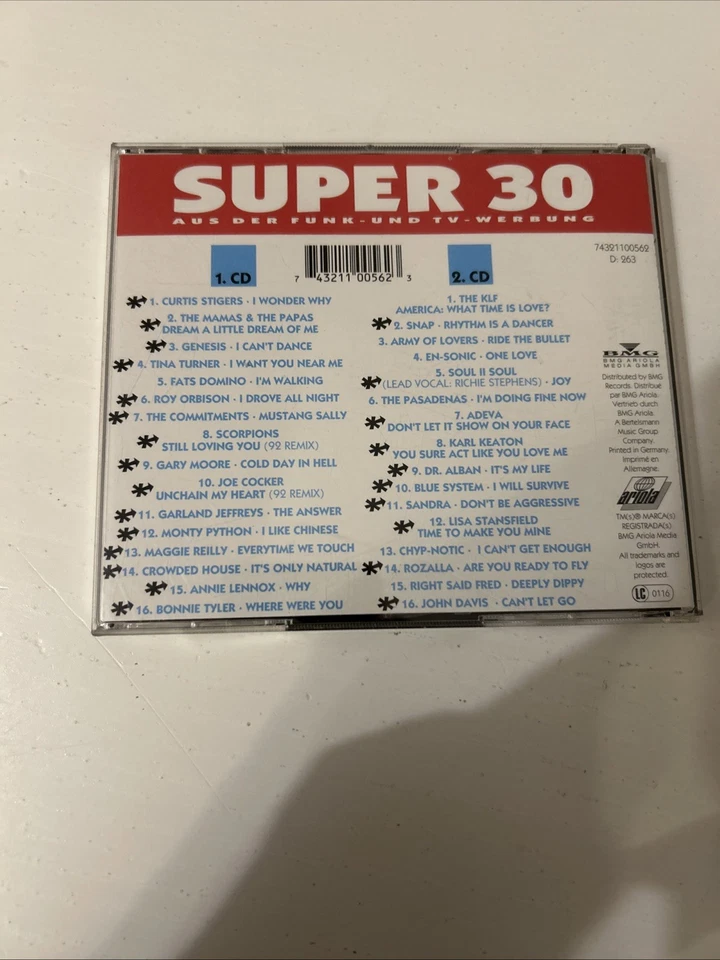 SUPER 30
AUS DER FUNK-UND TV-WERBUNG
1. CD
7 43211 00562 3
2. CD
74321100562
D: 263
1. CURTIS STIGERS · I WONDER WHY
2. THE MAMAS & THE PAPAS
DREAM A LITTLE DREAM OF ME
3. GENESIS · I CAN'T DANCE
4. TINA TURNER · I WANT YOU NEAR ME
5. FATS DOMINO · I'M WALKING
6. ROY ORBISON · I DROVE ALL NIGHT
7. THE COMMITMENTS · MUSTANG SALLY
8. SCORPIONS
STILL LOVING YOU (92 REMIX)
9. GARY MOORE · COLD DAY IN HELL
10. JOE COCKER
UNCHAIN MY HEART (92 REMIX)
11. GARLAND JEFFREYS · THE ANSWER
12. MONTY PYTHON · I LIKE CHINESE
13. MAGGIE REILLY · EVERYTIME WE TOUCH
14. CROWDED HOUSE · IT'S ONLY NATURAL
15. ANNIE LENNOX · WHY
16. BONNIE TYLER · WHERE WERE YOU
1. THE KLF
AMERICA: WHAT TIME IS LOVE?
2. SNAP · RHYTHM IS A DANCER
3. ARMY OF LOVERS · RIDE THE BULLET
4. EN-SONIC · ONE LOVE
5. SOUL II SOUL
(LEAD VOCAL: RICHIE STEPHENS) · JOY
6. THE PASADENAS · I'M DOING FINE NOW
7. ADEVA
DON'T LET IT SHOW ON YOUR FACE
8. KARL KEATON
YOU SURE ACT LIKE YOU LOVE ME
9. DR. ALBAN · IT'S MY LIFE
10. BLUE SYSTEM · I WILL SURVIVE
11. SANDRA · DON'T BE AGGRESSIVE
12. LISA STANSFIELD
TIME TO MAKE YOU MINE
13. CHYP-NOTIC · I CAN'T GET ENOUGH
14. ROZALLA · ARE YOU READY TO FLY
15. RIGHT SAID FRED · DEEPLY DIPPY
16. JOHN DAVIS · CAN'T LET GO
BMG
BMG ARIOLA
MEDIA GMBH
Distributed by BMG
Records. Distribué
par BMG Ariola.
Vertrieb durch
BMG Ariola.
A Bertelsmann
Music Group
Company.
Printed in Germany.
Imprimé en
Allemagne.
ariola
TM(s)® MARCA(s)
REGISTRADA(s)
BMG Ariola Media
GmbH.
All trademarks and
logos are
protected.
LC 0116